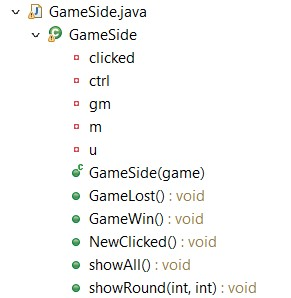 GameSide.java
GameSide
clicked
ctrl
gm
m
u
GameSide(game)
GameLost() : void
GameWin() : void
NewClicked() : void
showAll() : void
showRound(int, int) : void